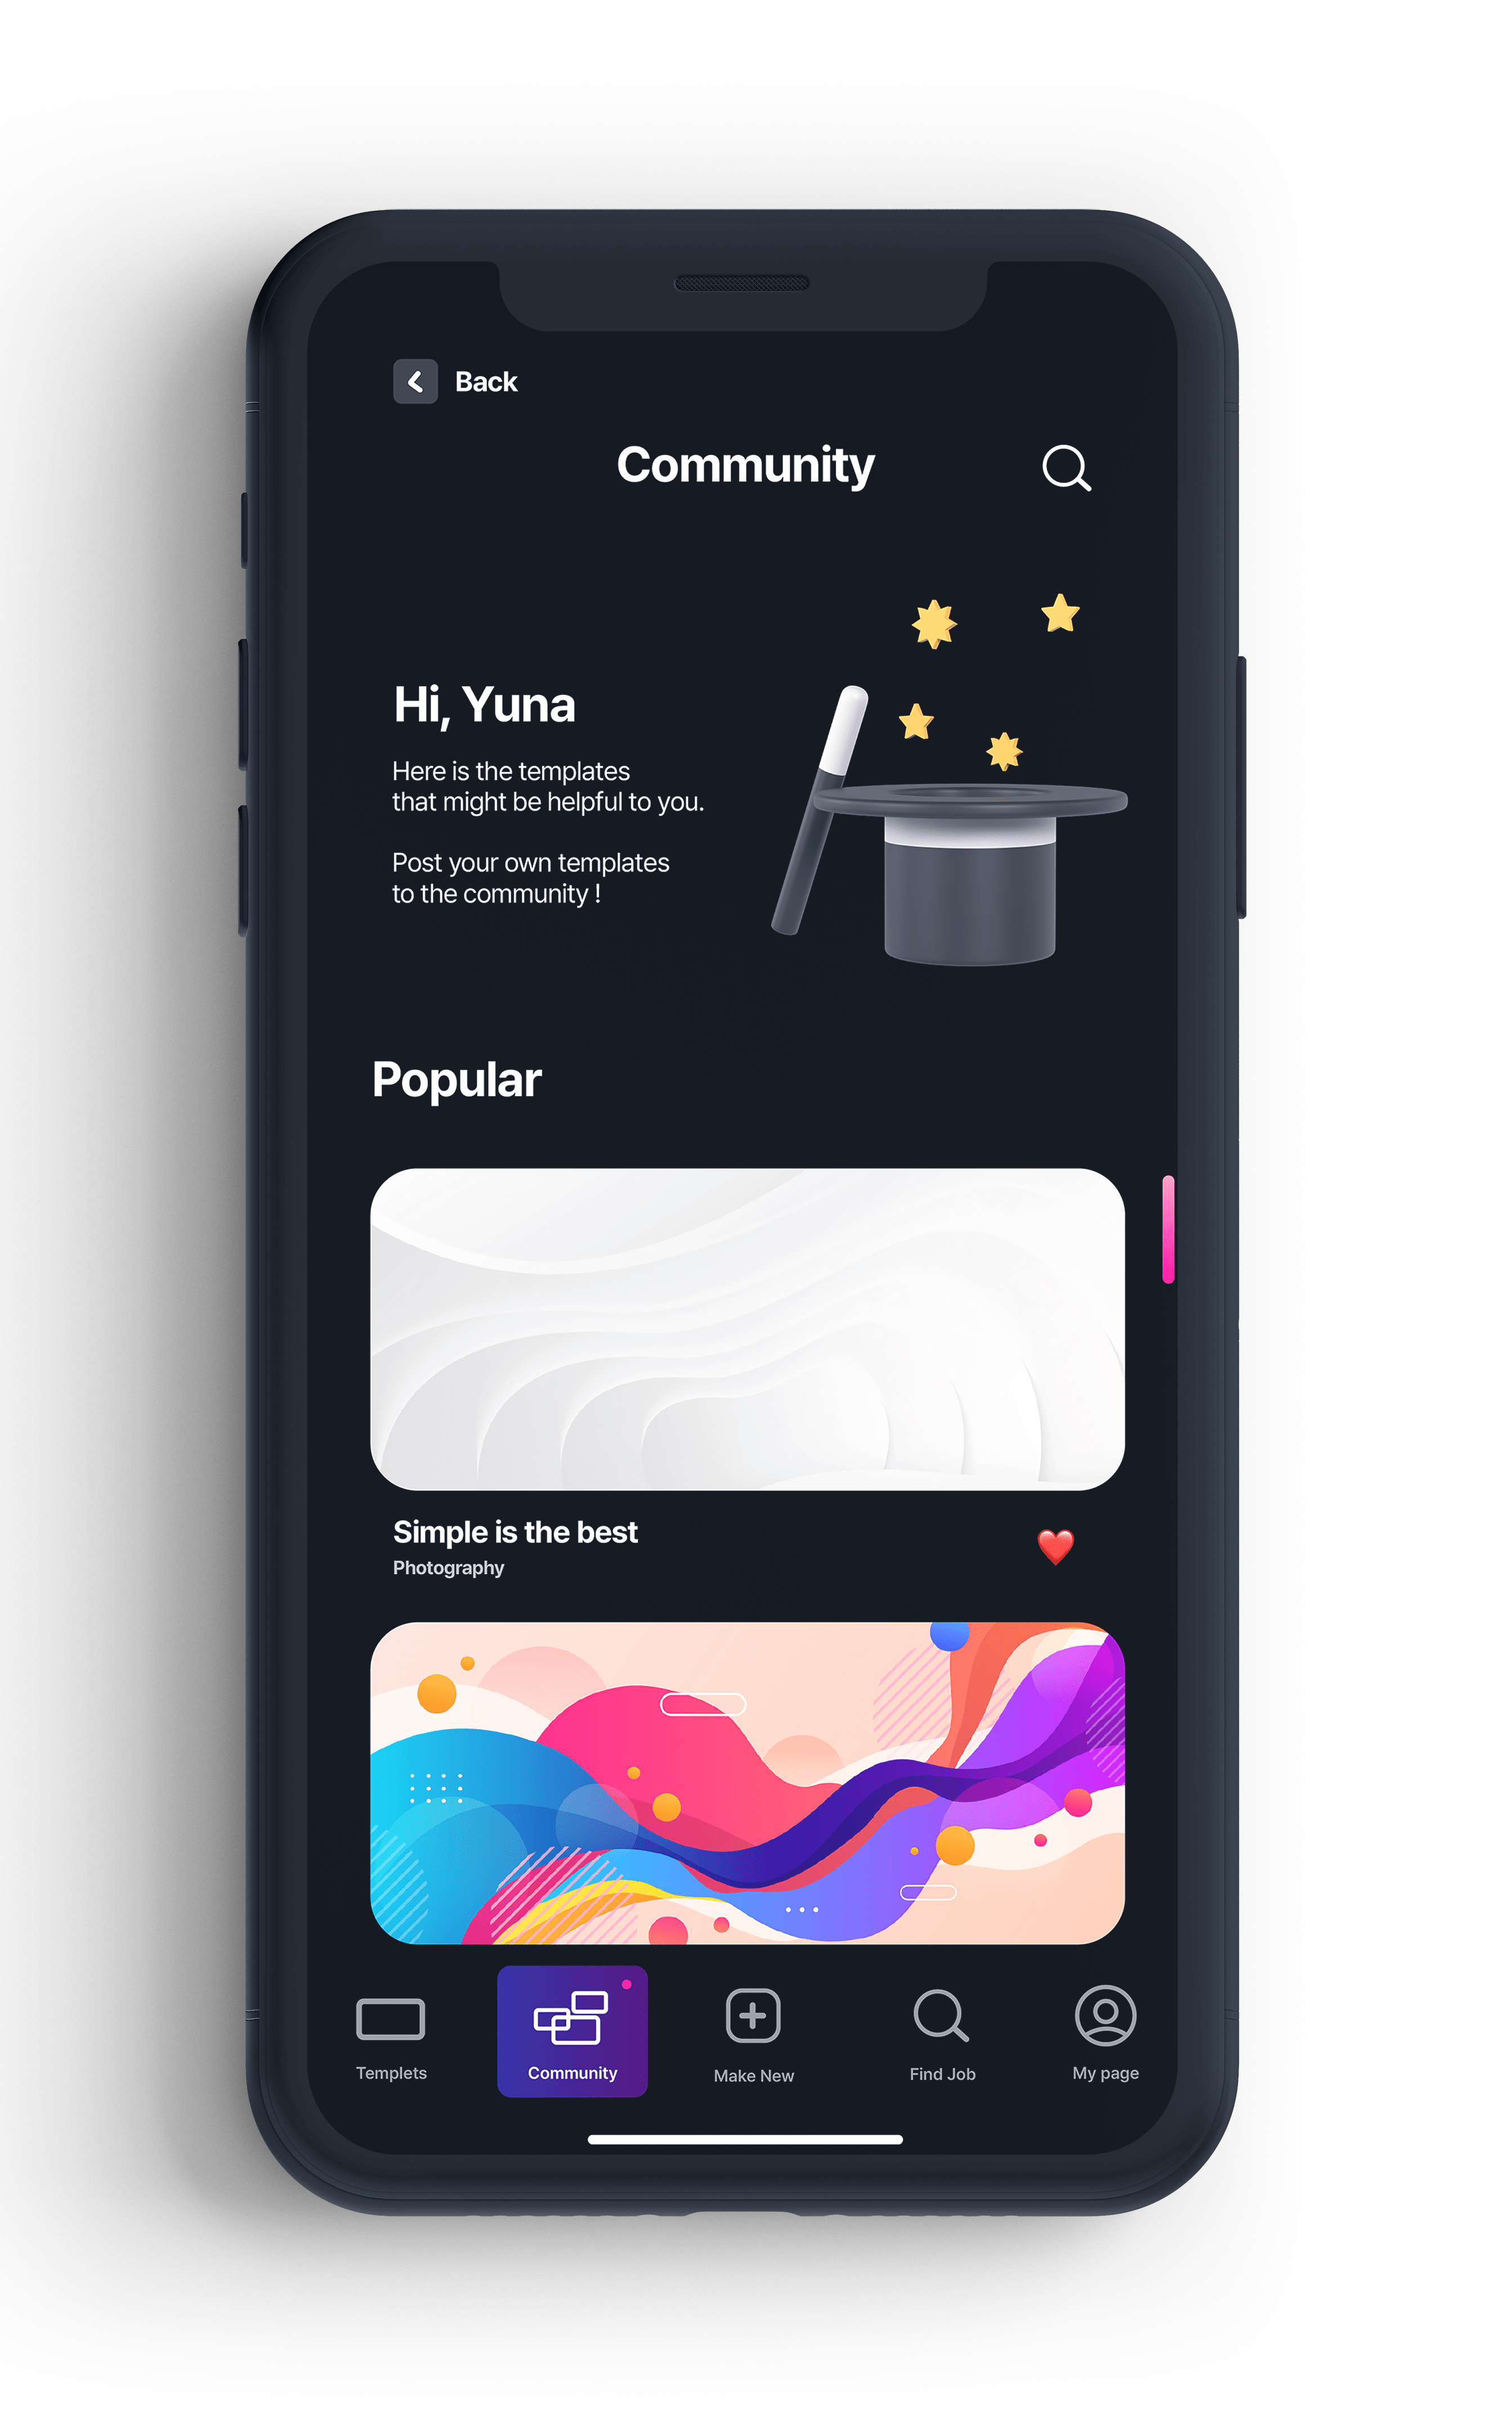 Back
Community
Hi, Yuna
Here is the templates
that might be helpful to you.
Post your own templates
to the community !
Popular
Simple is the best
Photography
Templets
Community
Make New
Find Job
My page